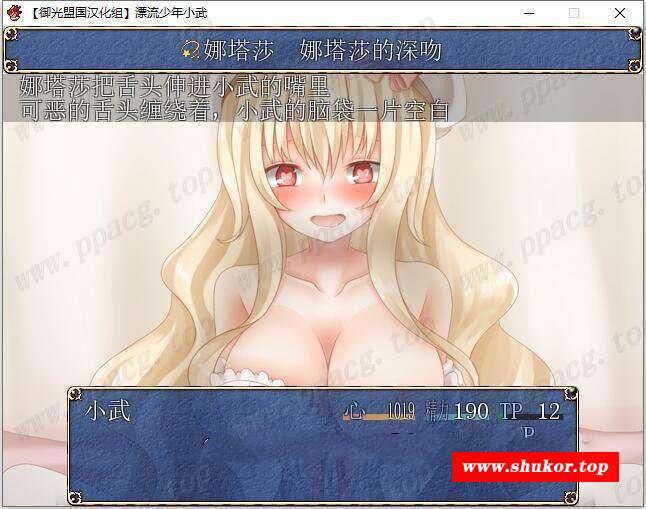 【御光盟国汉化组】漂流少年小武
娜塔莎 娜塔莎的深吻
娜塔莎把舌头伸进小武的嘴里
可恶的舌头缠绕着，小武的脑袋一片空白
www.ppacg.top
小武
心 1019 精力 190 TP 12
www.shukor.top